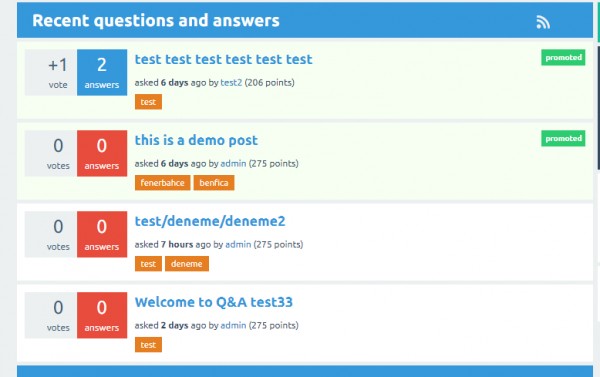 Recent questions and answers
+1
vote
2
answers
test test test test test test
promoted
asked 6 days ago by test2 (206 points)
test
0
votes
0
answers
this is a demo post
promoted
asked 6 days ago by admin (275 points)
fenerbahce benfica
0
votes
0
answers
test/deneme/deneme2
asked 7 hours ago by admin (275 points)
test deneme
0
votes
0
answers
Welcome to Q&A test33
asked 2 days ago by admin (275 points)
test